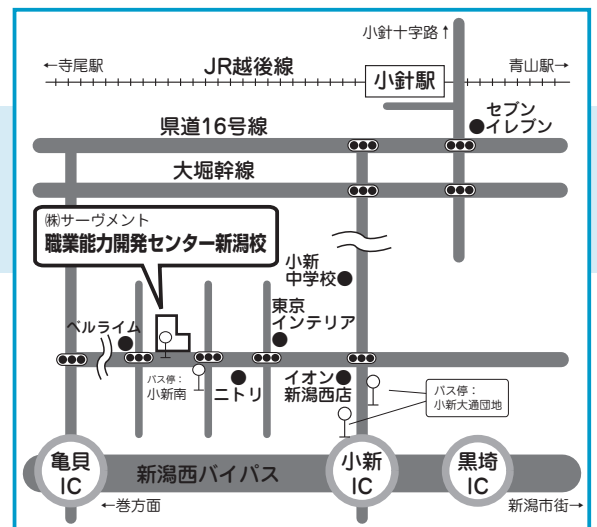 小針十字路↑
←寺尾駅
JR越後線
青山駅→
小針駅
セブン
イレブン
県道16号線
大堀幹線
㈱サーヴメント
職業能力開発センター新潟校
小新
中学校
東京
インテリア
ベルライム
バス停：
小新南
ニトリ
イオン
新潟西店
バス停：
小新大通団地
亀貝
IC
新潟西バイパス
小新
IC
黒埼
IC
←巻方面
新潟市街→